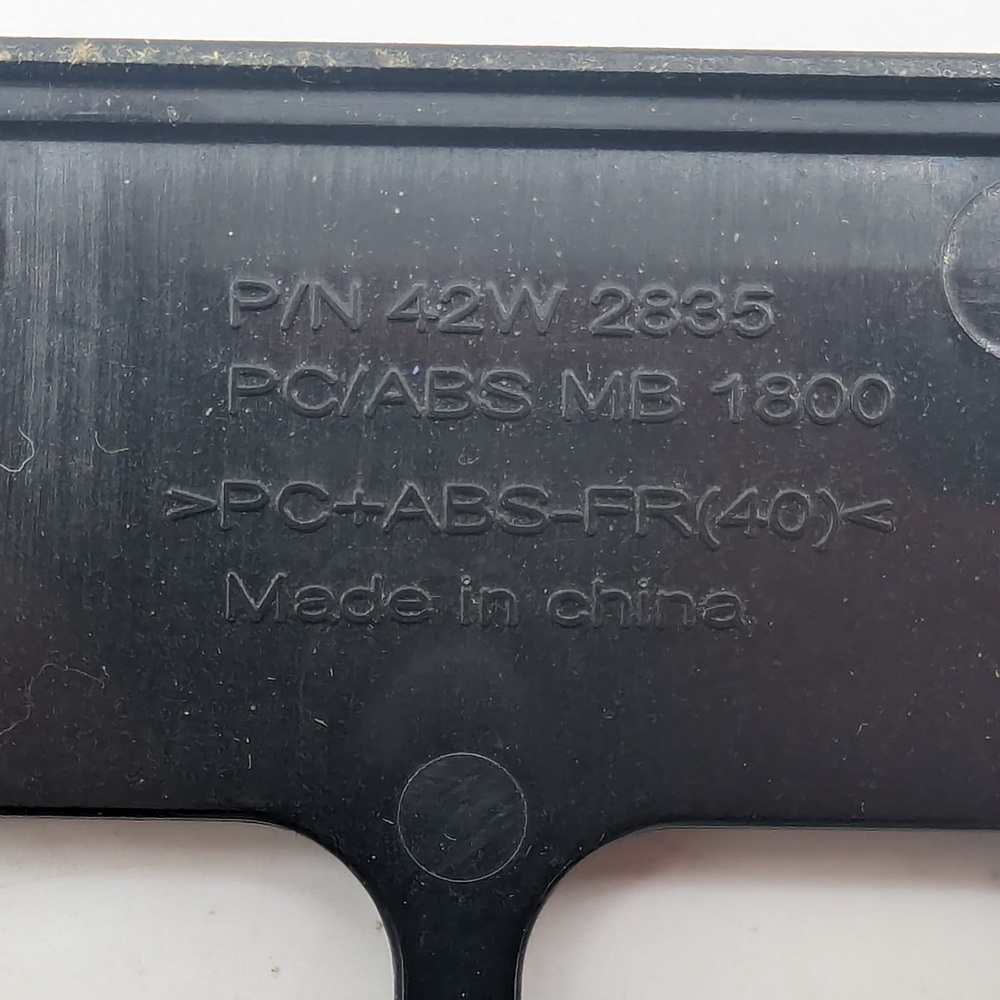 P/N 42W 2835
PC/ABS MB 1800
>PC+ABS-FR(40)<
Made in china